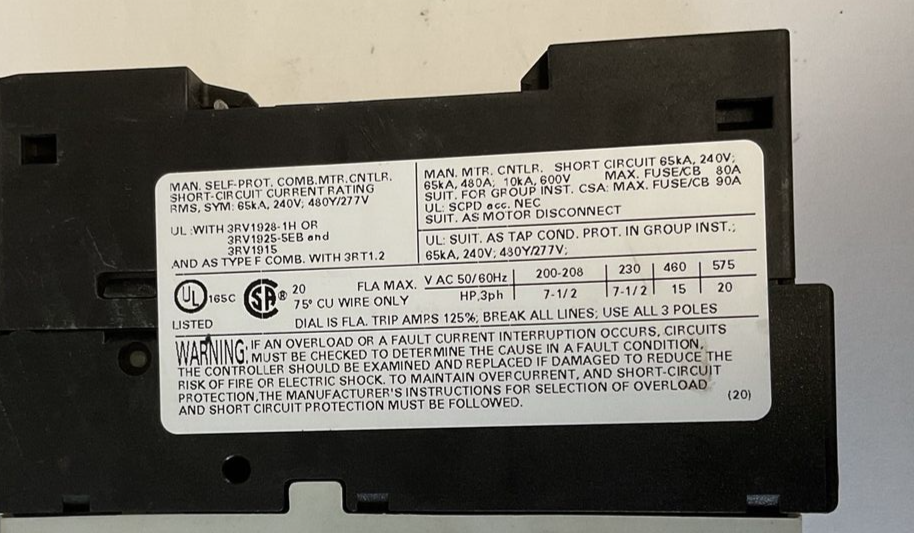 MAN. SELF-PROT. COMB.MTR.CNTLR.
SHORT-CIRCUIT CURRENT RATING
RMS, SYM: 65kA, 240V; 480Y/277V
UL:WITH 3RV1928-1H OR
3RV1925-5EB and
3RV1915
AND AS TYPE F COMB. WITH 3RT1.2
MAN. MTR. CNTLR. SHORT CIRCUIT 65kA, 240V;
65kA, 480A; 10kA, 600V MAX. FUSE/CB 80A
SUIT. FOR GROUP INST. CSA: MAX. FUSE/CB 90A
UL: SCPD acc. NEC
SUIT. AS MOTOR DISCONNECT
UL: SUIT. AS TAP COND. PROT. IN GROUP INST.;
65kA, 240V; 480Y/277V;
UL 165C
LISTED
SA ® 20
75° CU WIRE ONLY
FLA MAX. V AC 50/60Hz 200-208 230 460 575
HP,3ph 7-1/2 7-1/2 15 20
DIAL IS FLA. TRIP AMPS 125%; BREAK ALL LINES; USE ALL 3 POLES
WARNING: IF AN OVERLOAD OR A FAULT CURRENT INTERRUPTION OCCURS, CIRCUITS
MUST BE CHECKED TO DETERMINE THE CAUSE IN A FAULT CONDITION,
THE CONTROLLER SHOULD BE EXAMINED AND REPLACED IF DAMAGED TO REDUCE THE
RISK OF FIRE OR ELECTRIC SHOCK. TO MAINTAIN OVERCURRENT, AND SHORT-CIRCUIT
PROTECTION,THE MANUFACTURER'S INSTRUCTIONS FOR SELECTION OF OVERLOAD
AND SHORT CIRCUIT PROTECTION MUST BE FOLLOWED.
(20)